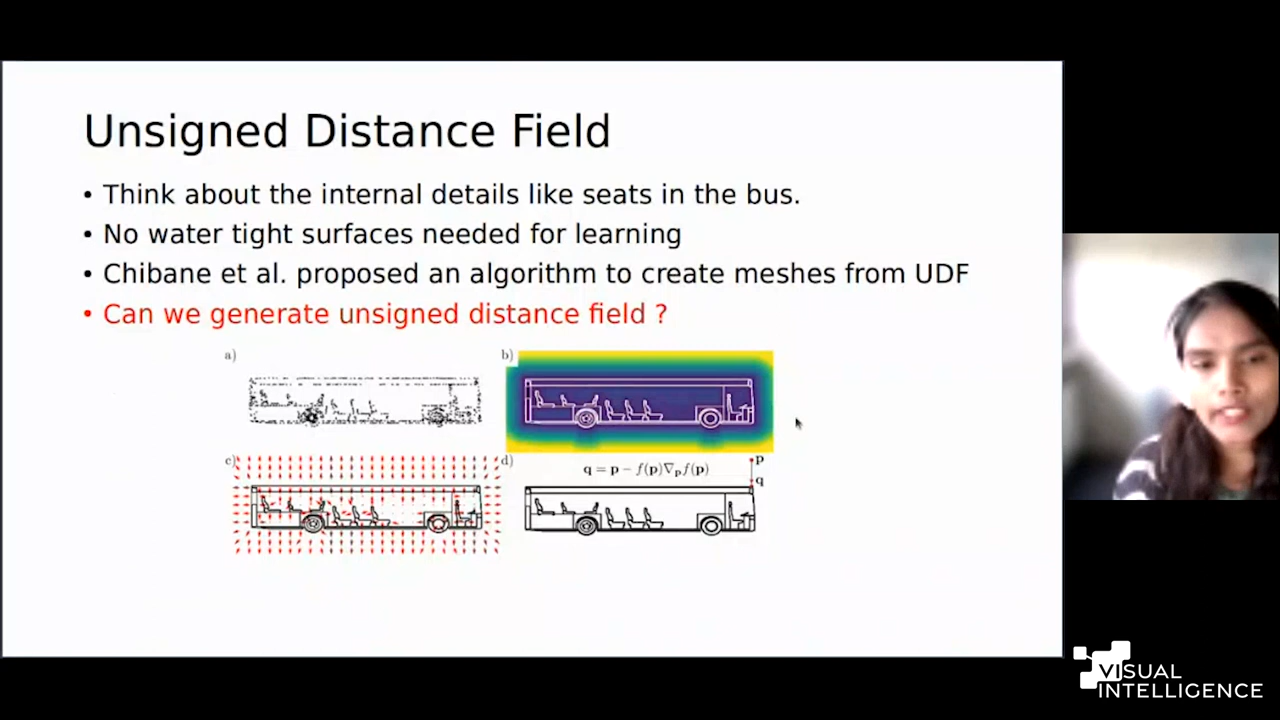 Unsigned Distance Field
• Think about the internal details like seats in the bus.
• No water tight surfaces needed for learning
• Chibane et al. proposed an algorithm to create meshes from UDF
• Can we generate unsigned distance field ?
a)
b)
c)
d)
q = p − f(p)∇ₚf(p)
p
q
VISUAL
INTELLIGENCE